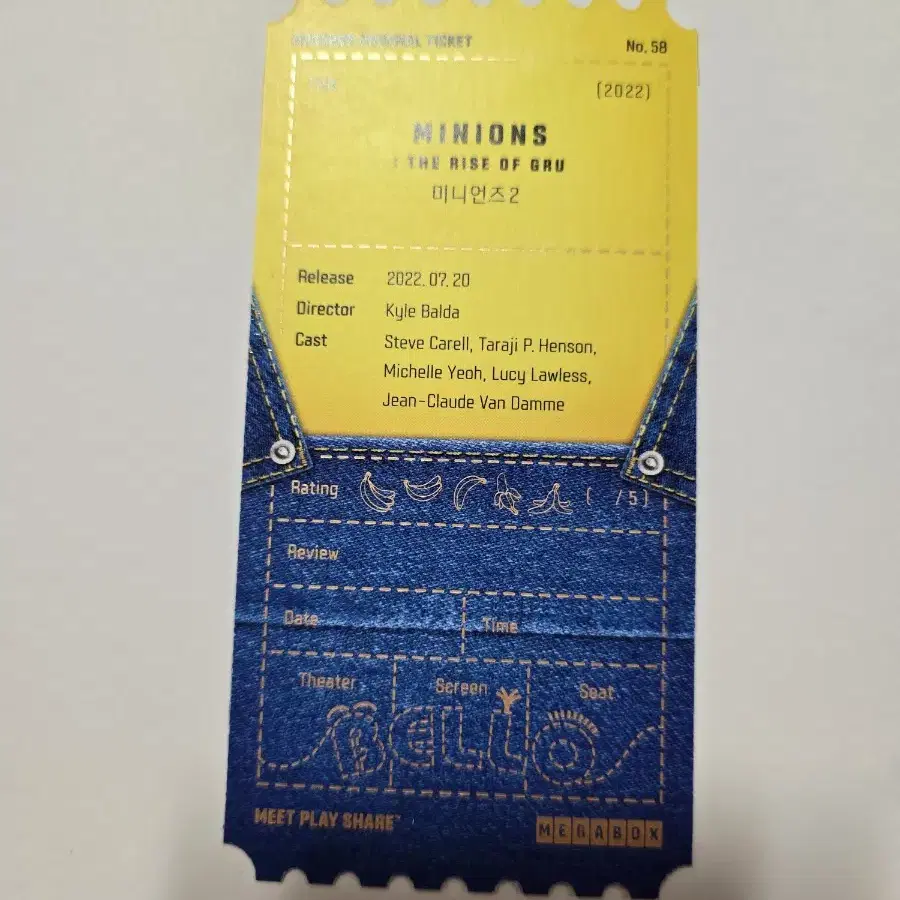 TICKET
No. 58
(2022)
MINIONS
: THE RISE OF GRU
미니언즈2
Release 2022. 07. 20
Director Kyle Balda
Cast Steve Carell, Taraji P. Henson,
Michelle Yeoh, Lucy Lawless,
Jean-Claude Van Damme
Rating ( /5)
Review
Date Time
Theater Screen Seat
BELLO
MEET PLAY SHARE™
MEGABOX